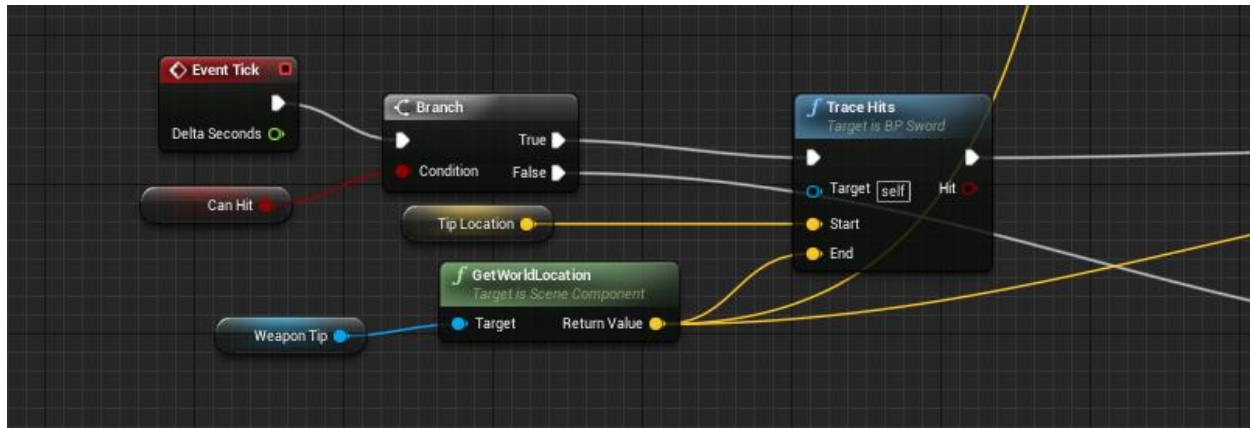 Event Tick
Delta Seconds
Can Hit
Branch
True
Condition
False
Tip Location
GetWorldLocation
Target is Scene Component
Target
Return Value
Weapon Tip
Trace Hits
Target is BP Sword
Target self
Hit
Start
End